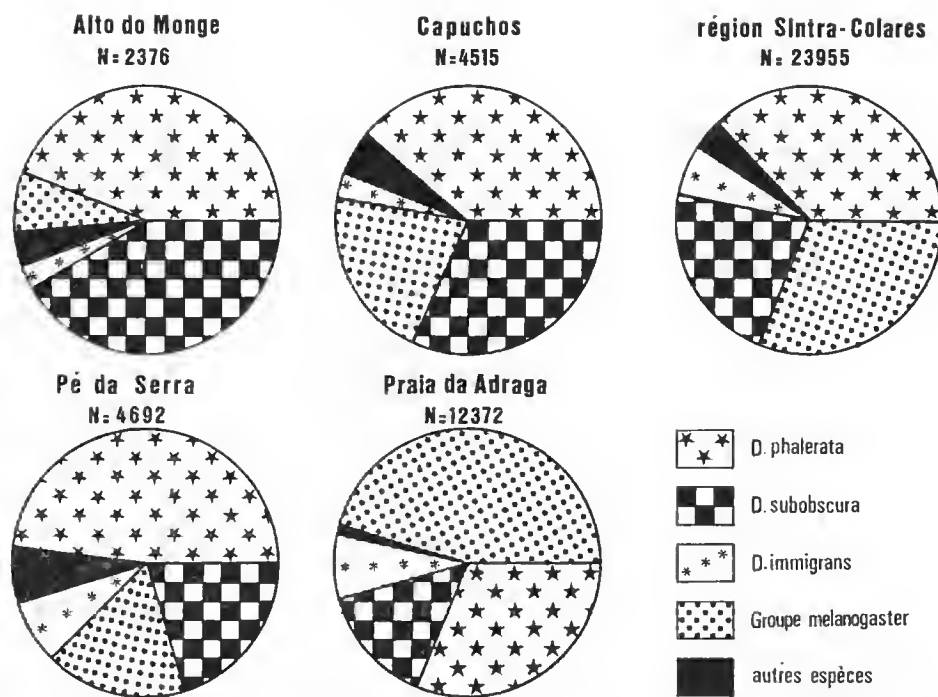 Alto do Monge
N=2376
Capuchos
N=4515
région Sintra-Colares
N= 23955
Pé da Serra
N=4692
Praia da Adraga
N=12372
D. phalerata
D. subobscura
D. immigrans
Groupe melanogaster
autres espèces